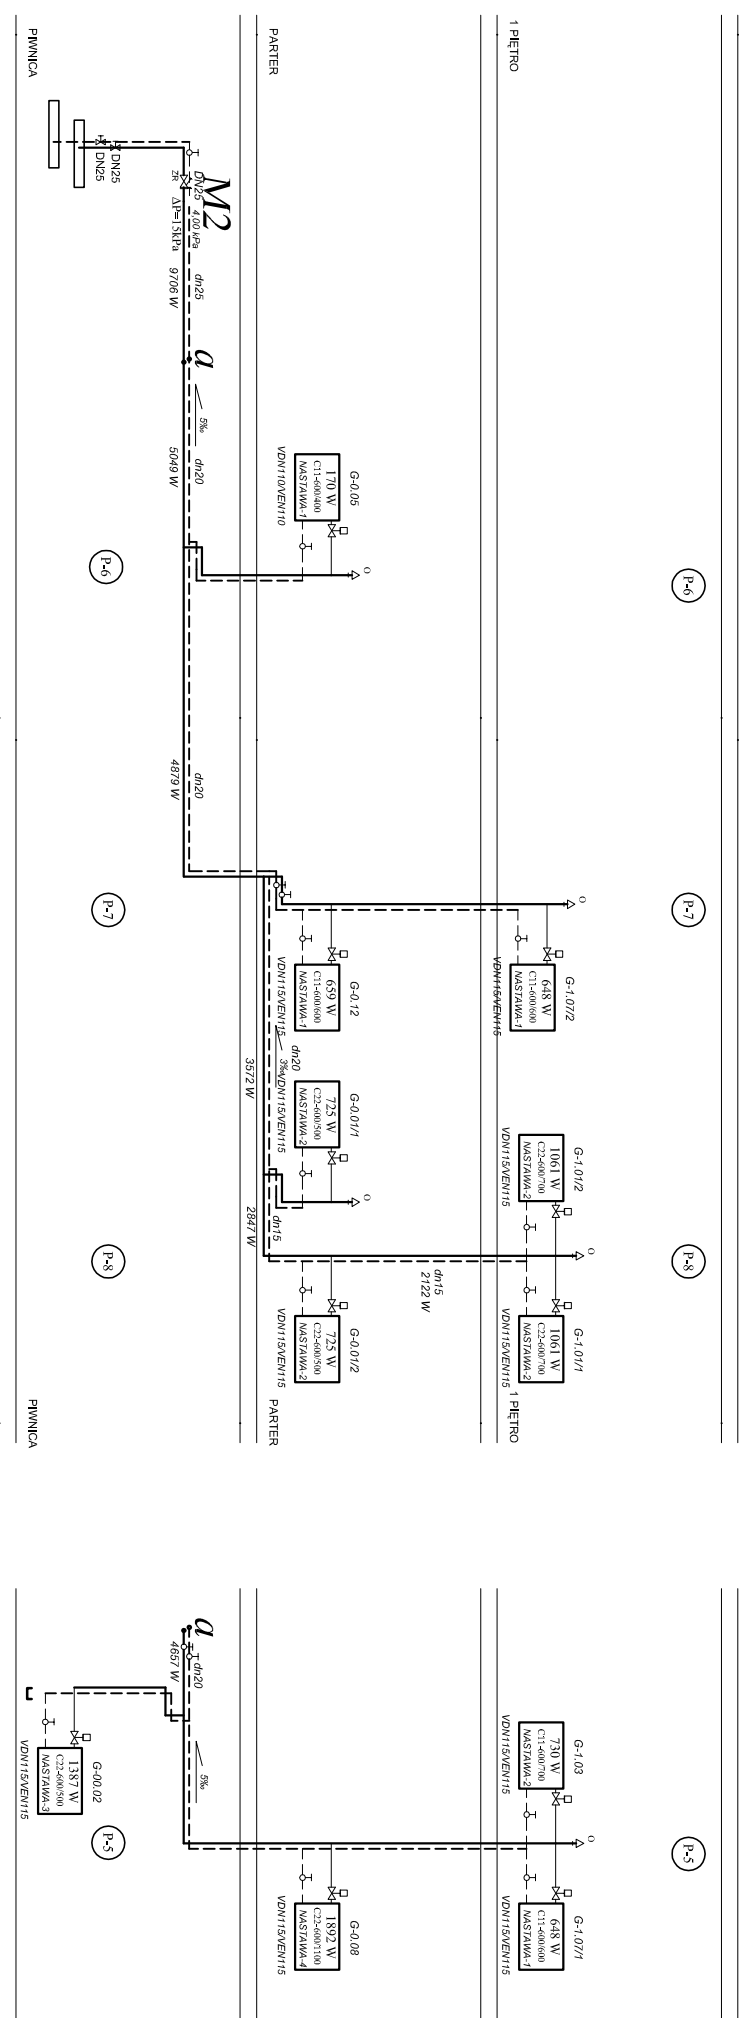 PIWNICA
PARTER
1 PIĘTRO
DN25
DN25
M2
ZR
DN25
4,00 kPa
ΔP=15kPa
9706 W
dn25
a
5‰
5049 W
dn20
G-0.05
170 W
C11-600/400
NASTAWA-1
VDN110/VEN110
O
P-6
P-6
4879 W
dn20
P-7
P-7
O
G-0.12
659 W
C11-600/600
NASTAWA-1
VDN115/VEN115
G-1.07/2
648 W
C11-600/600
NASTAWA-1
VDN115/VEN115
3572 W
dn20
3‰
G-0.01/1
725 W
C22-600/500
NASTAWA-2
VDN115/VEN115
O
G-1.01/2
1061 W
C22-600/700
NASTAWA-2
VDN115/VEN115
2847 W
dn15
O
P-8
P-8
dn15
2122 W
G-0.01/2
725 W
C22-600/500
NASTAWA-2
VDN115/VEN115
G-1.01/1
1061 W
C22-600/700
NASTAWA-2
VDN115/VEN115
PIWNICA
PARTER
1 PIĘTRO
a
4657 W
dn20
5‰
G-00.02
1387 W
C22-600/500
NASTAWA-3
VDN115/VEN115
G-1.03
730 W
C11-600/700
NASTAWA-2
VDN115/VEN115
O
P-5
P-5
G-0.08
1892 W
C22-600/1100
NASTAWA-4
VDN115/VEN115
G-1.07/1
648 W
C11-600/600
NASTAWA-1
VDN115/VEN115